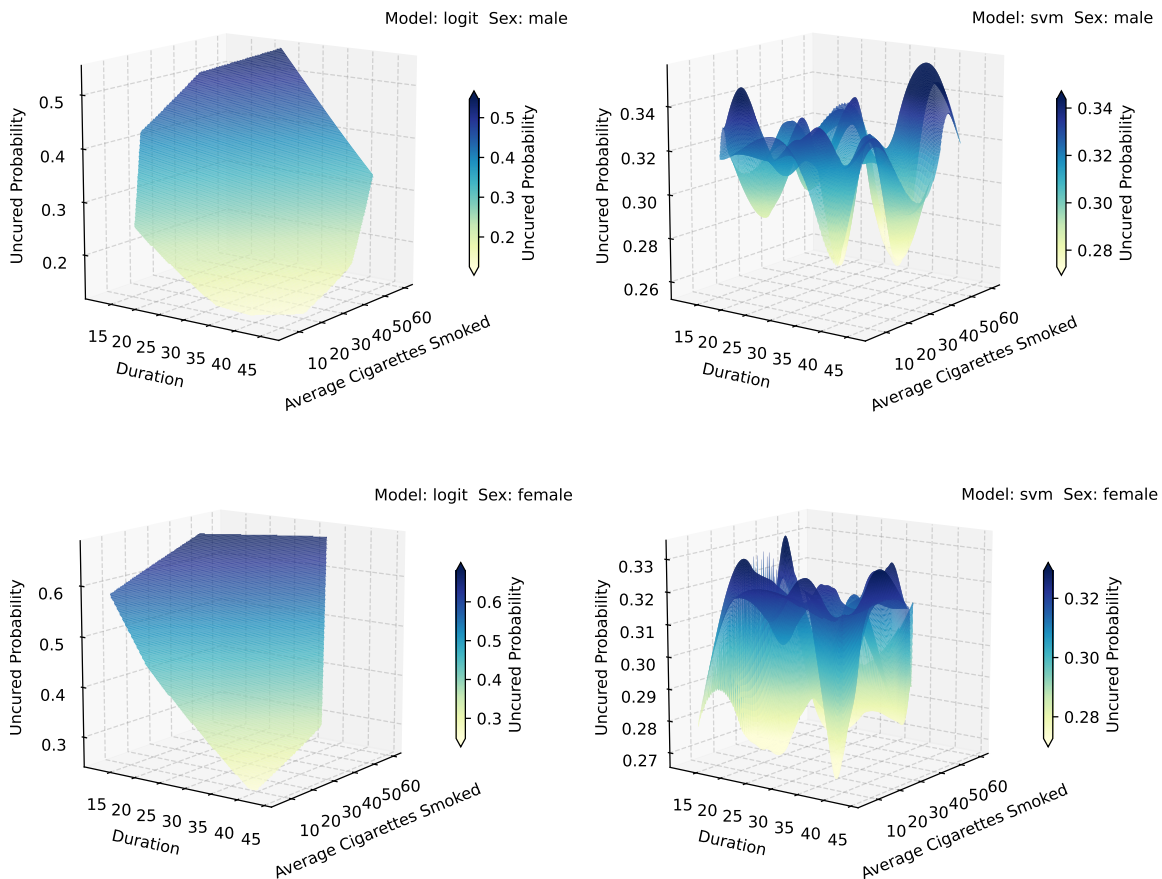 Model: logit  Sex: male
Uncured Probability
0.5
0.4
0.3
0.2
15 20 25 30 35 40 45
Duration
10 20 30 40 50 60
Average Cigarettes Smoked
0.5
0.4
0.3
0.2
Uncured Probability
Model: svm  Sex: male
Uncured Probability
0.34
0.32
0.30
0.28
0.26
15 20 25 30 35 40 45
Duration
10 20 30 40 50 60
Average Cigarettes Smoked
0.34
0.32
0.30
0.28
Uncured Probability
Model: logit  Sex: female
Uncured Probability
0.6
0.5
0.4
0.3
15 20 25 30 35 40 45
Duration
10 20 30 40 50 60
Average Cigarettes Smoked
0.6
0.5
0.4
0.3
Uncured Probability
Model: svm  Sex: female
Uncured Probability
0.33
0.32
0.31
0.30
0.29
0.28
0.27
15 20 25 30 35 40 45
Duration
10 20 30 40 50 60
Average Cigarettes Smoked
0.32
0.30
0.28
Uncured Probability